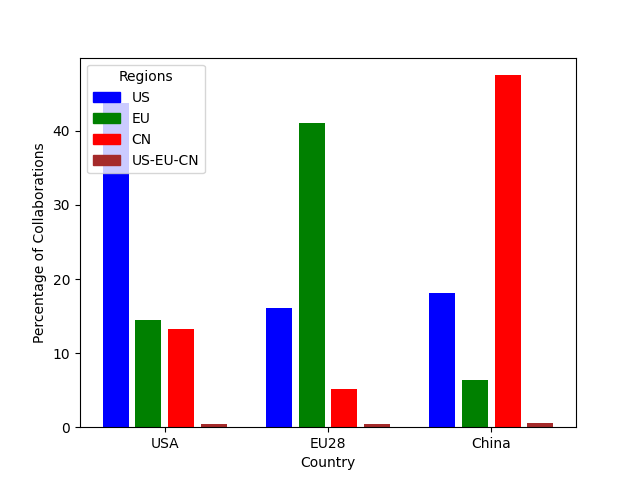 Regions
US
EU
CN
US-EU-CN
Percentage of Collaborations
40
30
20
10
0
USA EU28 China
Country